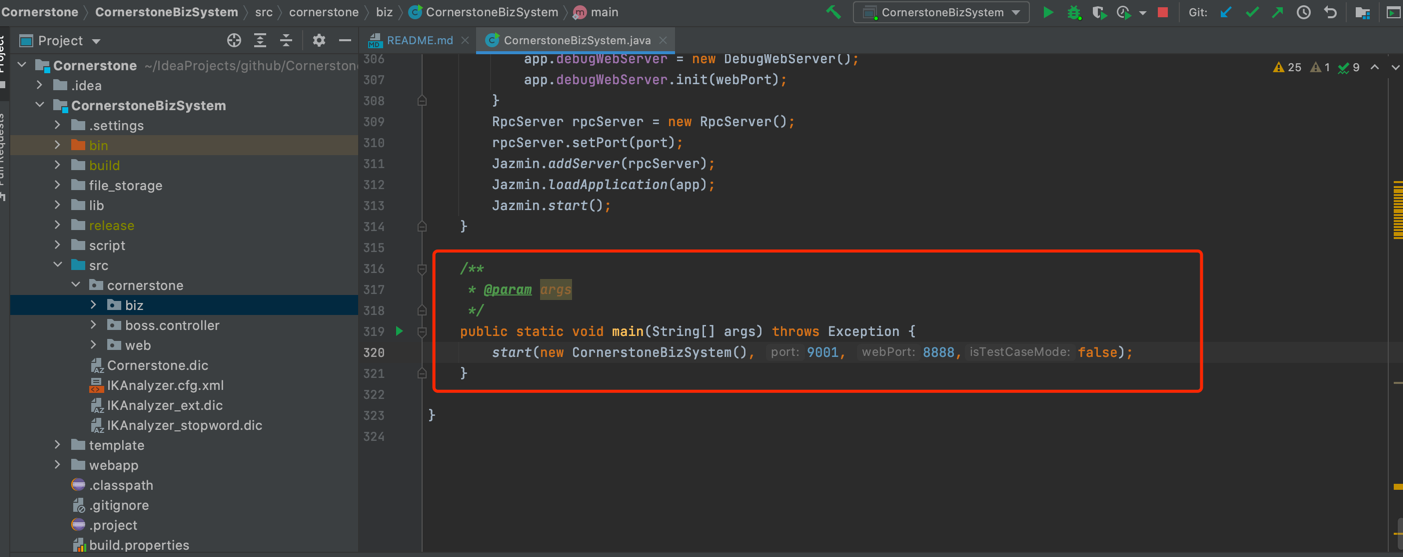 Cornerstone CornerstoneBizSystem src cornerstone biz CornerstoneBizSystem main CornerstoneBizSystem Git:
Project
README.md CornerstoneBizSystem.java
Project
Pull Requests
Cornerstone ~/IdeaProjects/github/Cornerstone
.idea
CornerstoneBizSystem
.settings
bin
build
file_storage
lib
release
script
src
cornerstone
biz
boss.controller
web
Cornerstone.dic
IKAnalyzer.cfg.xml
IKAnalyzer_ext.dic
IKAnalyzer_stopword.dic
template
webapp
.classpath
.gitignore
.project
build.properties
25 1 9
306 app.debugWebServer = new DebugWebServer();
307 app.debugWebServer.init(webPort);
308 }
309 RpcServer rpcServer = new RpcServer();
310 rpcServer.setPort(port);
311 Jazmin.addServer(rpcServer);
312 Jazmin.loadApplication(app);
313 Jazmin.start();
314 }
315
316 /**
317 * @param args
318 */
319 public static void main(String[] args) throws Exception {
320 start(new CornerstoneBizSystem(), port: 9001, webPort: 8888, isTestCaseMode: false);
321 }
322
323 }
324